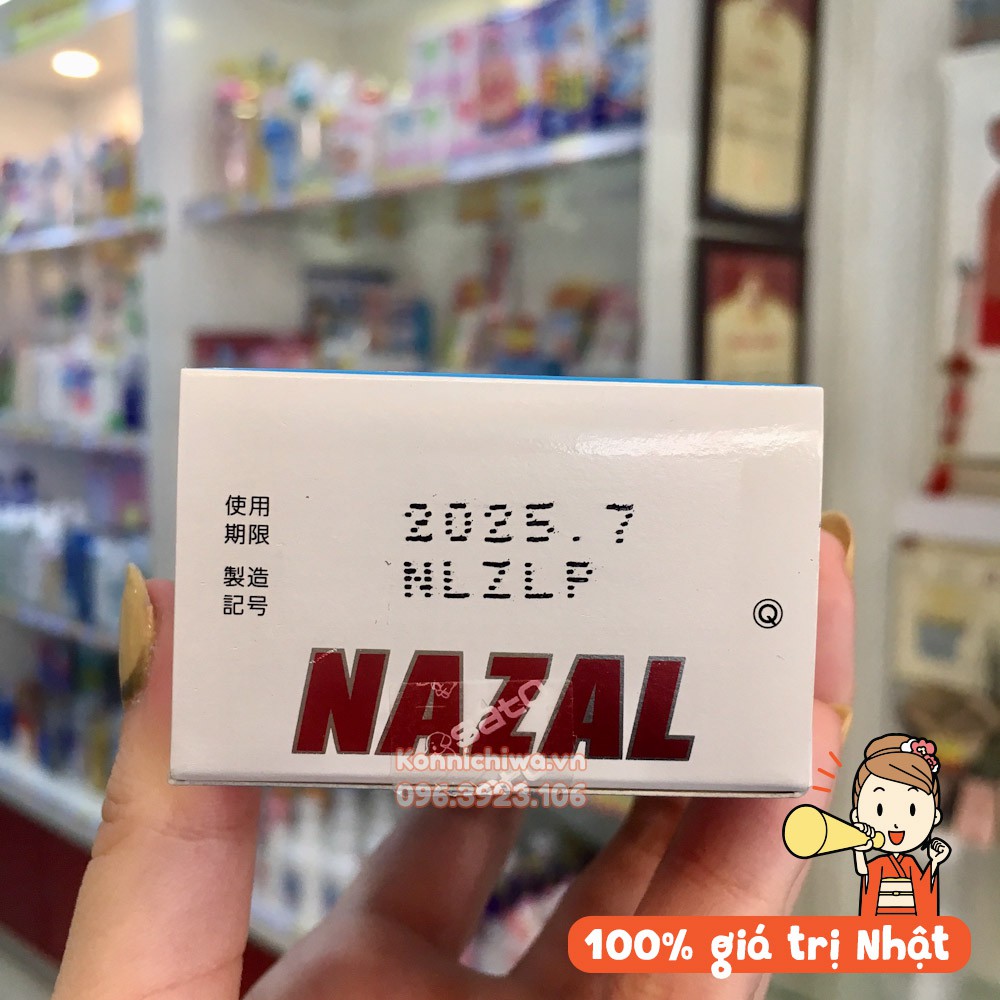 使用
期限
2025.7
製造
記号
NLZLP
Ⓠ
NAZAL
sato
Konnichiwa.vn
096.3923.106
100% giá trị Nhật